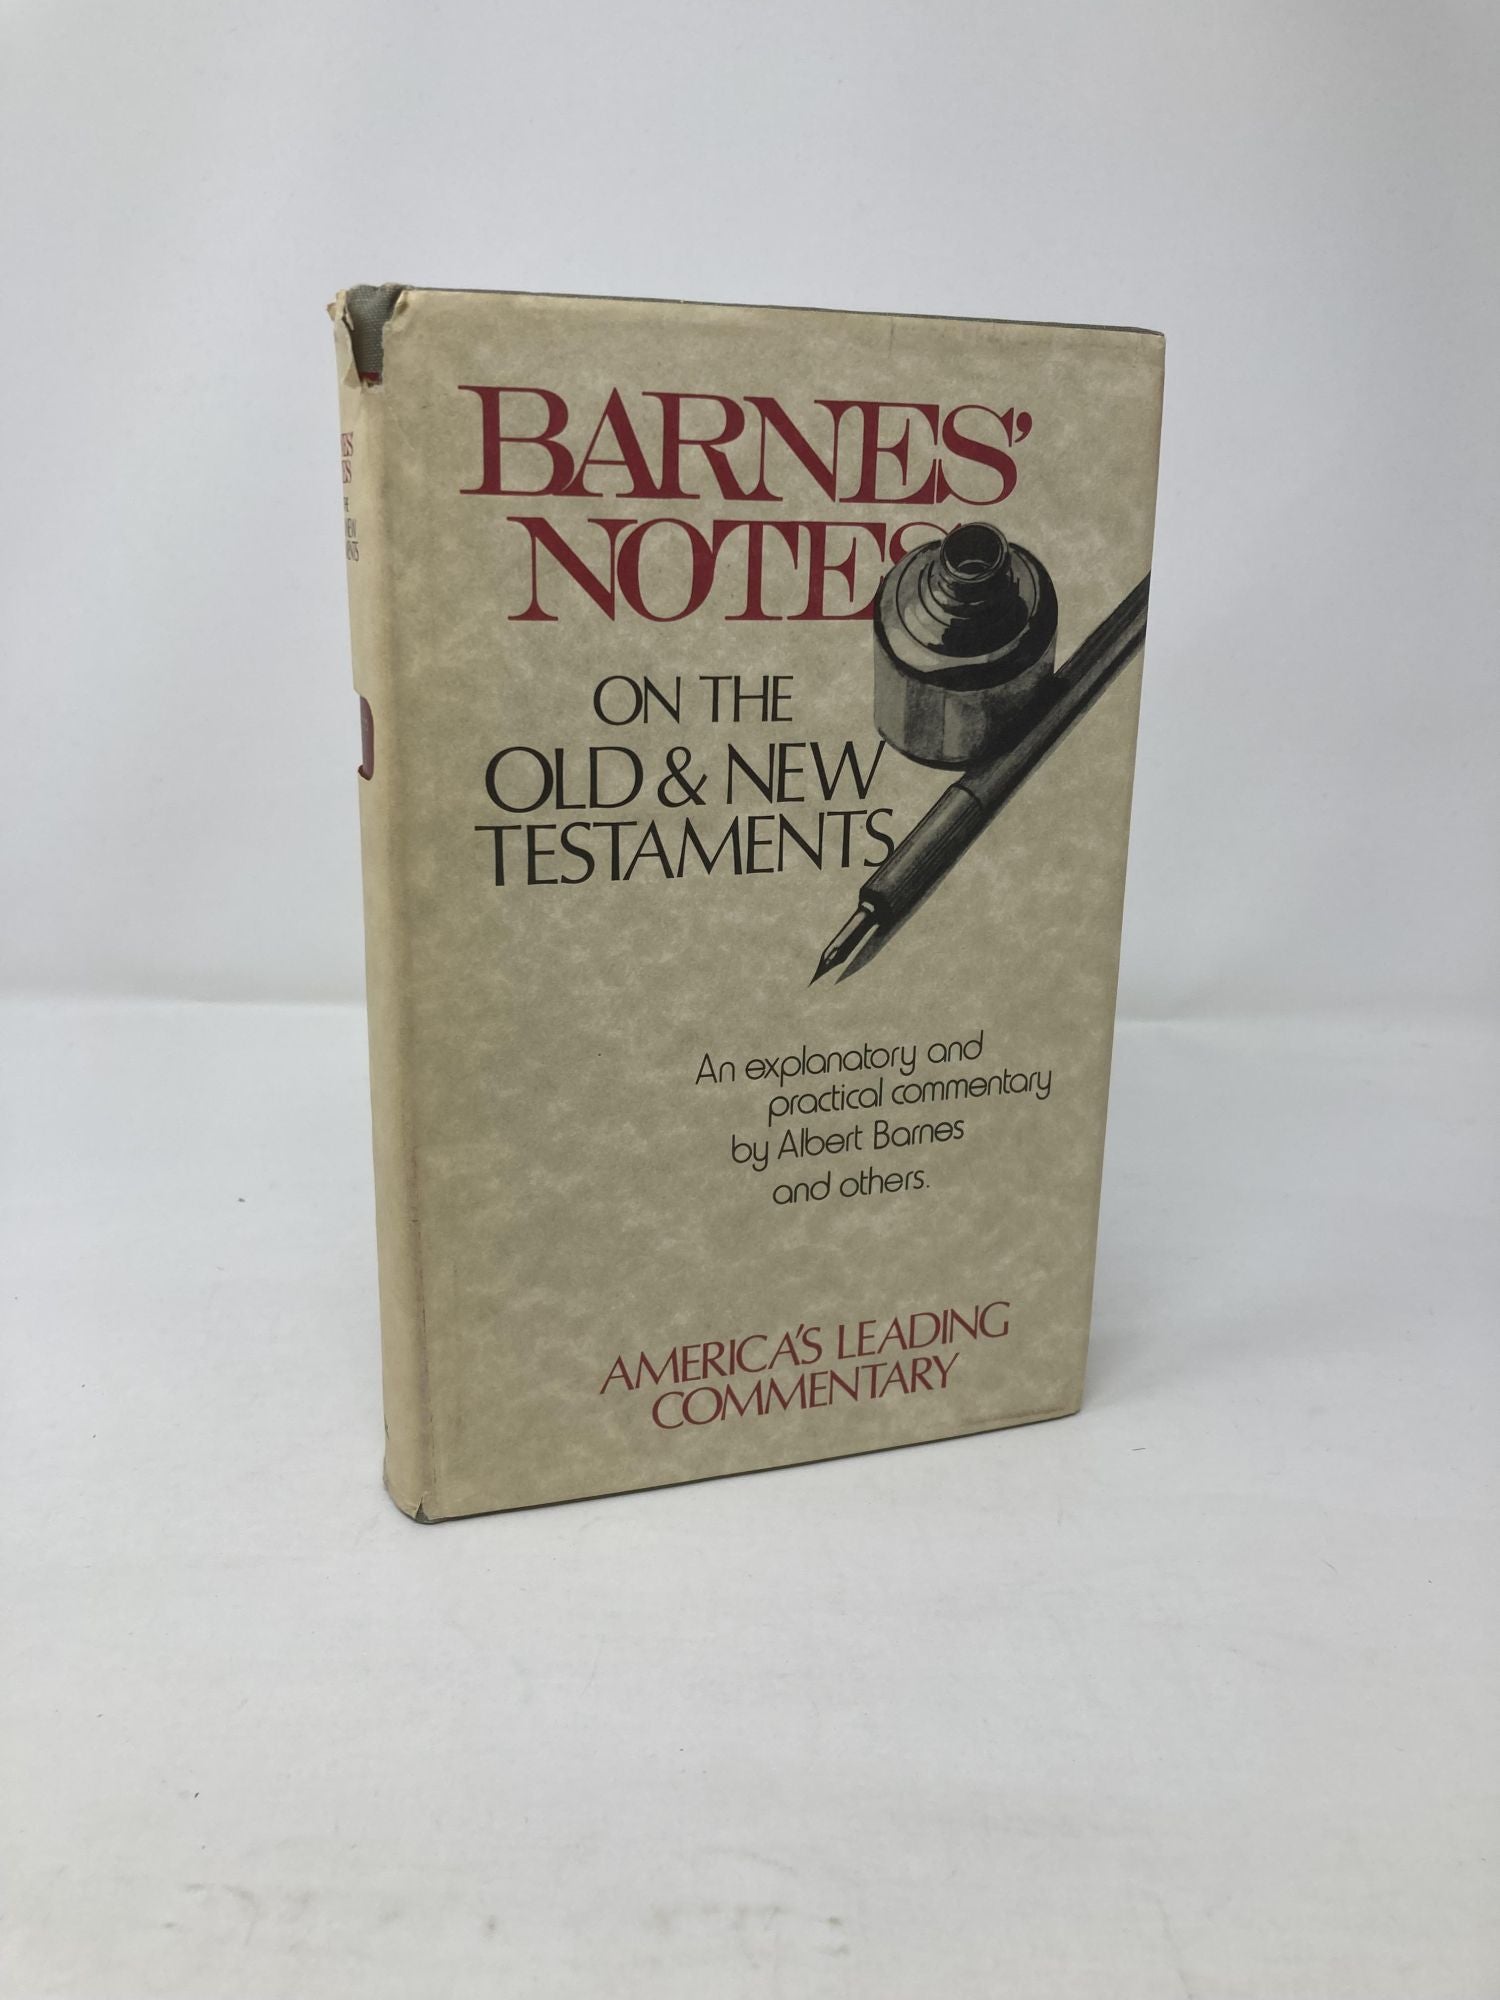 BARNES'
NOTES
ON THE
OLD & NEW
TESTAMENTS
An explanatory and
practical commentary
by Albert Barnes
and others.
AMERICA'S LEADING
COMMENTARY